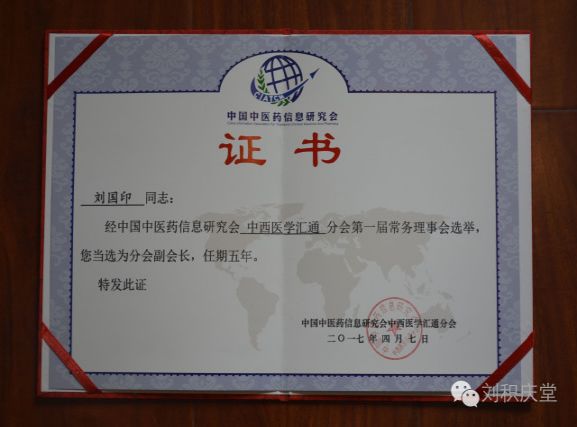 CIATCM
中国中医药信息研究会
证书
刘国印 同志：
经中国中医药信息研究会 中西医学汇通 分会第一届常务理事会选举，
您当选为分会副会长，任期五年。
特发此证
中国中医药信息研究会中西医学汇通分会
二〇一七年四月七日
刘积庆堂